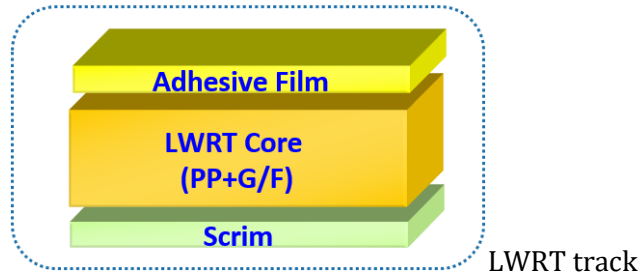 Adhesive Film
LWRT Core
(PP+G/F)
Scrim
LWRT track